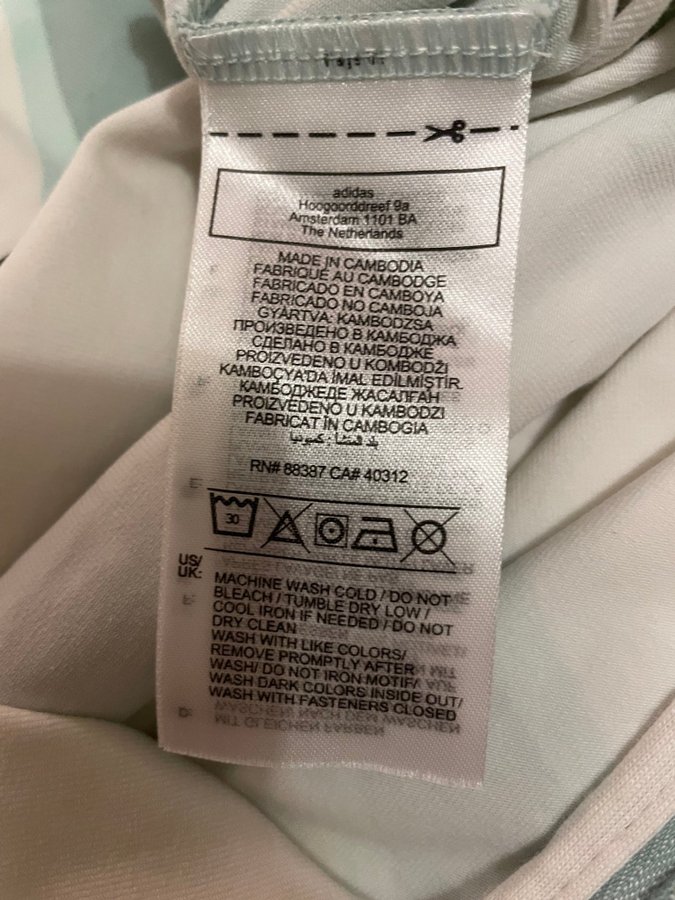 adidas
Hoogoorddreef 9a
Amsterdam 1101 BA
The Netherlands
MADE IN CAMBODIA
FABRIQUÉ AU CAMBODGE
FABRICADO EN CAMBOYA
FABRICADO NO CAMBOJA
GYÁRTVA: KAMBODZSA
ПРОИЗВЕДЕНО В КАМБОДЖА
СДЕЛАНО В КАМБОДЖЕ
PROIZVEDENO U KOMBODŽI
KAMBOÇYA'DA İMAL EDİLMİŞTİR.
КАМБОДЖЕДЕ ЖАСАЛҒАН
PROIZVEDENO U KAMBODZI
FABRICAT ÎN CAMBOGIA
بلد المنشأ : كمبوديا
RN# 88387 CA# 40312
30
US/
UK:
MACHINE WASH COLD / DO NOT
BLEACH / TUMBLE DRY LOW /
COOL IRON IF NEEDED / DO NOT
DRY CLEAN
WASH WITH LIKE COLORS/
REMOVE PROMPTLY AFTER
WASH/ DO NOT IRON MOTIF/
WASH DARK COLORS INSIDE OUT/
WASH WITH FASTENERS CLOSED